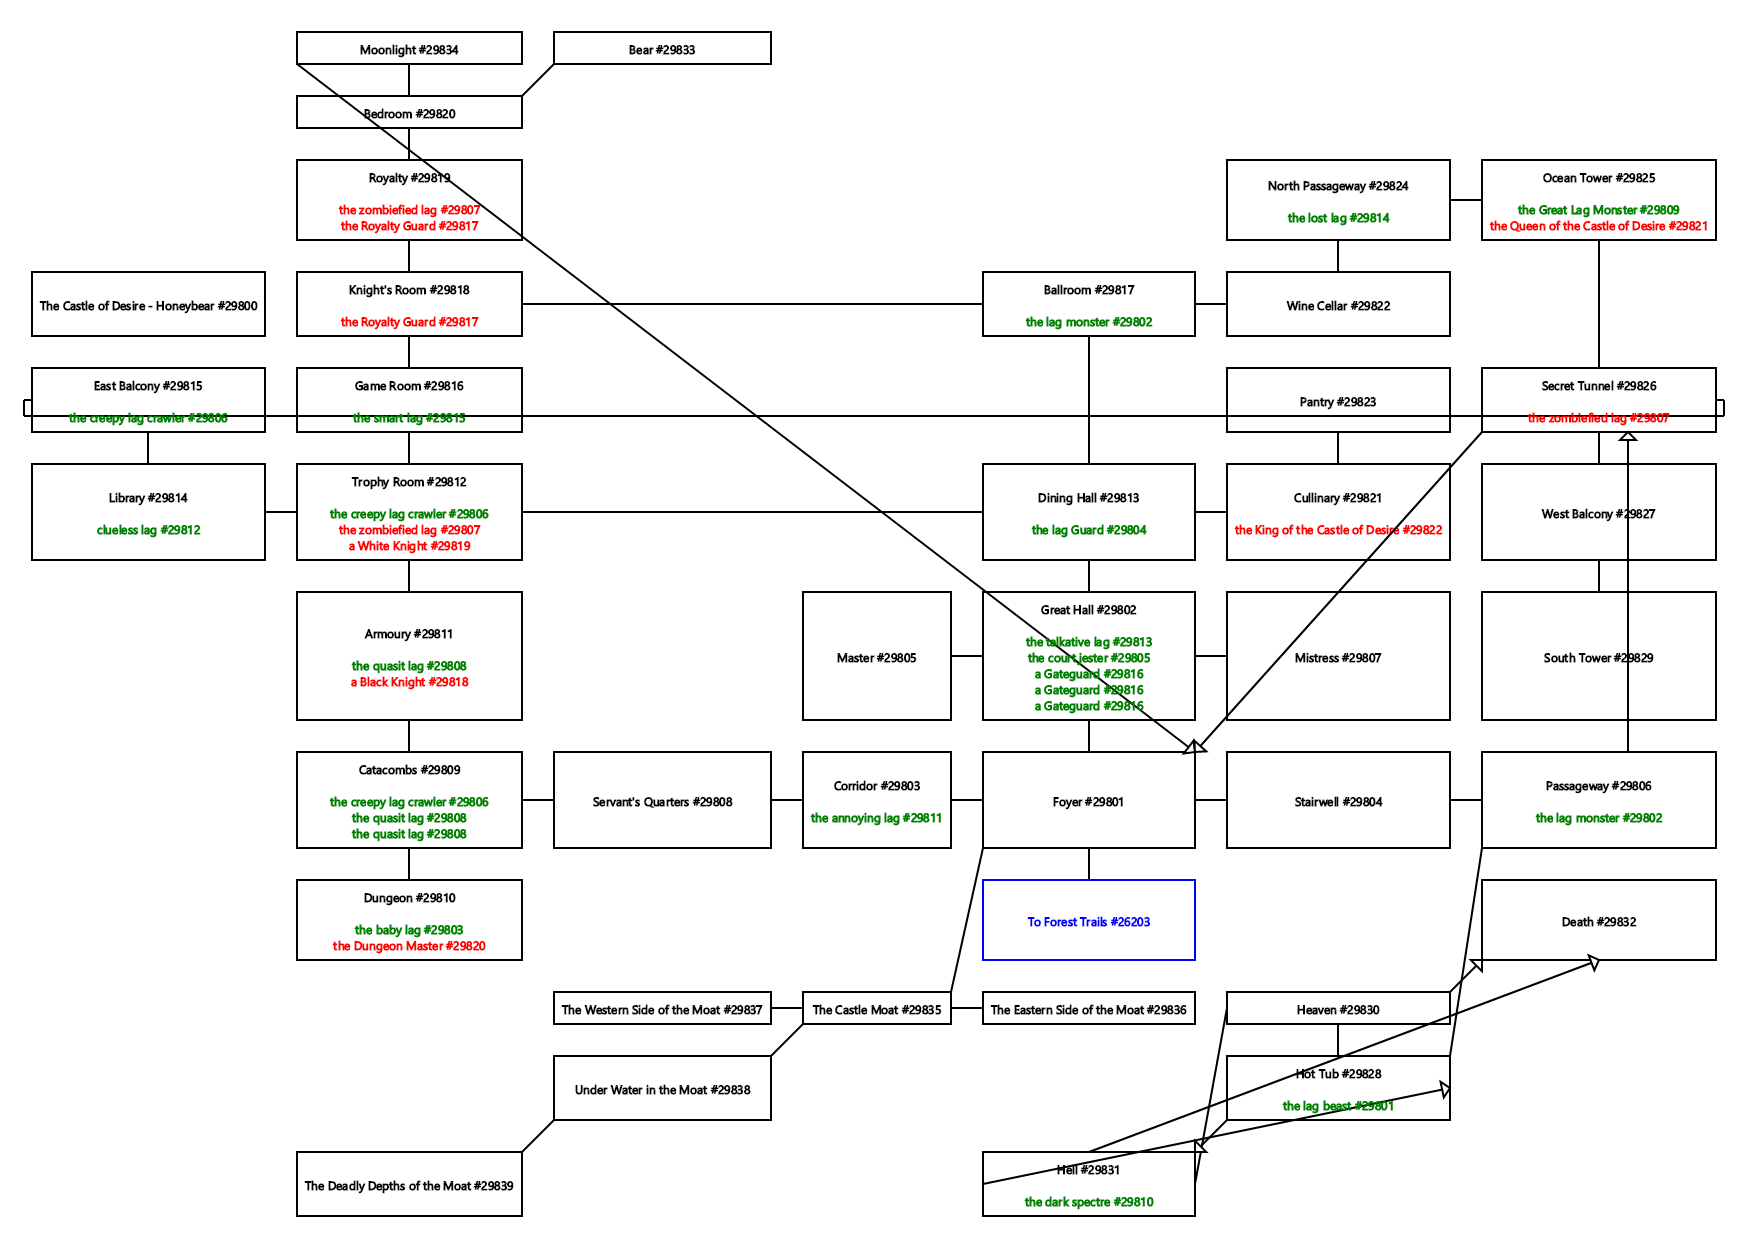 Moonlight #29834
Bear #29833
Bedroom #29820
Royalty #29819
the zombiefied lag #29807
the Royalty Guard #29817
North Passageway #29824
the lost lag #29814
Ocean Tower #29825
the Great Lag Monster #29809
the Queen of the Castle of Desire #29821
The Castle of Desire - Honeybear #29800
Knight's Room #29818
the Royalty Guard #29817
Ballroom #29817
the lag monster #29802
Wine Cellar #29822
East Balcony #29815
the creepy lag crawler #29806
Game Room #29816
the smart lag #29815
Pantry #29823
Secret Tunnel #29826
the zombiefied lag #29807
Library #29814
clueless lag #29812
Trophy Room #29812
the creepy lag crawler #29806
the zombiefied lag #29807
a White Knight #29819
Dining Hall #29813
the lag Guard #29804
Cullinary #29821
the King of the Castle of Desire #29822
West Balcony #29827
Armoury #29811
the quasit lag #29808
a Black Knight #29818
Master #29805
Great Hall #29802
the talkative lag #29813
the court jester #29805
a Gateguard #29816
a Gateguard #29816
a Gateguard #29816
Mistress #29807
South Tower #29829
Catacombs #29809
the creepy lag crawler #29806
the quasit lag #29808
the quasit lag #29808
Servant's Quarters #29808
Corridor #29803
the annoying lag #29811
Foyer #29801
Stairwell #29804
Passageway #29806
the lag monster #29802
Dungeon #29810
the baby lag #29803
the Dungeon Master #29820
To Forest Trails #26203
Death #29832
The Western Side of the Moat #29837
The Castle Moat #29835
The Eastern Side of the Moat #29836
Heaven #29830
Under Water in the Moat #29838
Hot Tub #29828
the lag beast #29801
The Deadly Depths of the Moat #29839
Hell #29831
the dark spectre #29810